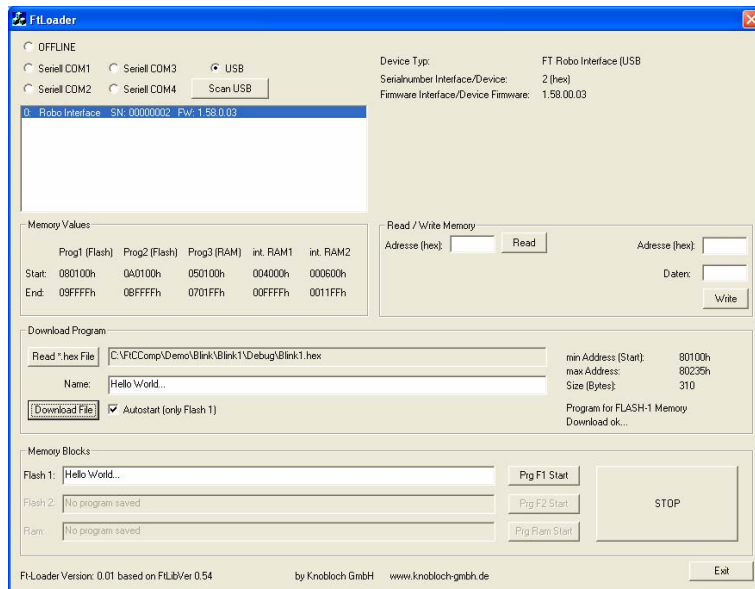 FtLoader
OFFLINE
Seriell COM1 Seriell COM3 USB
Seriell COM2 Seriell COM4 Scan USB
Device Typ: FT Robo Interface (USB
Serialnumber Interface/Device: 2 (hex)
Firmware Interface/Device Firmware: 1.58.00.03
0: Robo Interface SN: 00000002 FW: 1.58.0.03
Memory Values
Prog1 (Flash) Prog2 (Flash) Prog3 (RAM) int. RAM1 int. RAM2
Start: 080100h 0A0100h 050100h 004000h 000600h
End: 09FFFFh 0BFFFFh 0701FFh 00FFFFh 0011FFh
Read / Write Memory
Adresse (hex): Read Adresse (hex):
Daten:
Write
Download Program
Read *.hex File C:\FtCComp\Demo\Blink\Blink1\Debug\Blink1.hex
Name: Hello World...
Download File Autostart (only Flash 1)
min Address (Start): 80100h
max Address: 80235h
Size (Bytes): 310
Program for FLASH-1 Memory
Download ok...
Memory Blocks
Flash 1: Hello World... Prg F1 Start
Flash 2: No program saved Prg F2 Start STOP
Ram: No program saved Prg Ram Start
Ft-Loader Version: 0.01 based on FtLibVer 0.54 by Knobloch GmbH www.knobloch-gmbh.de Exit